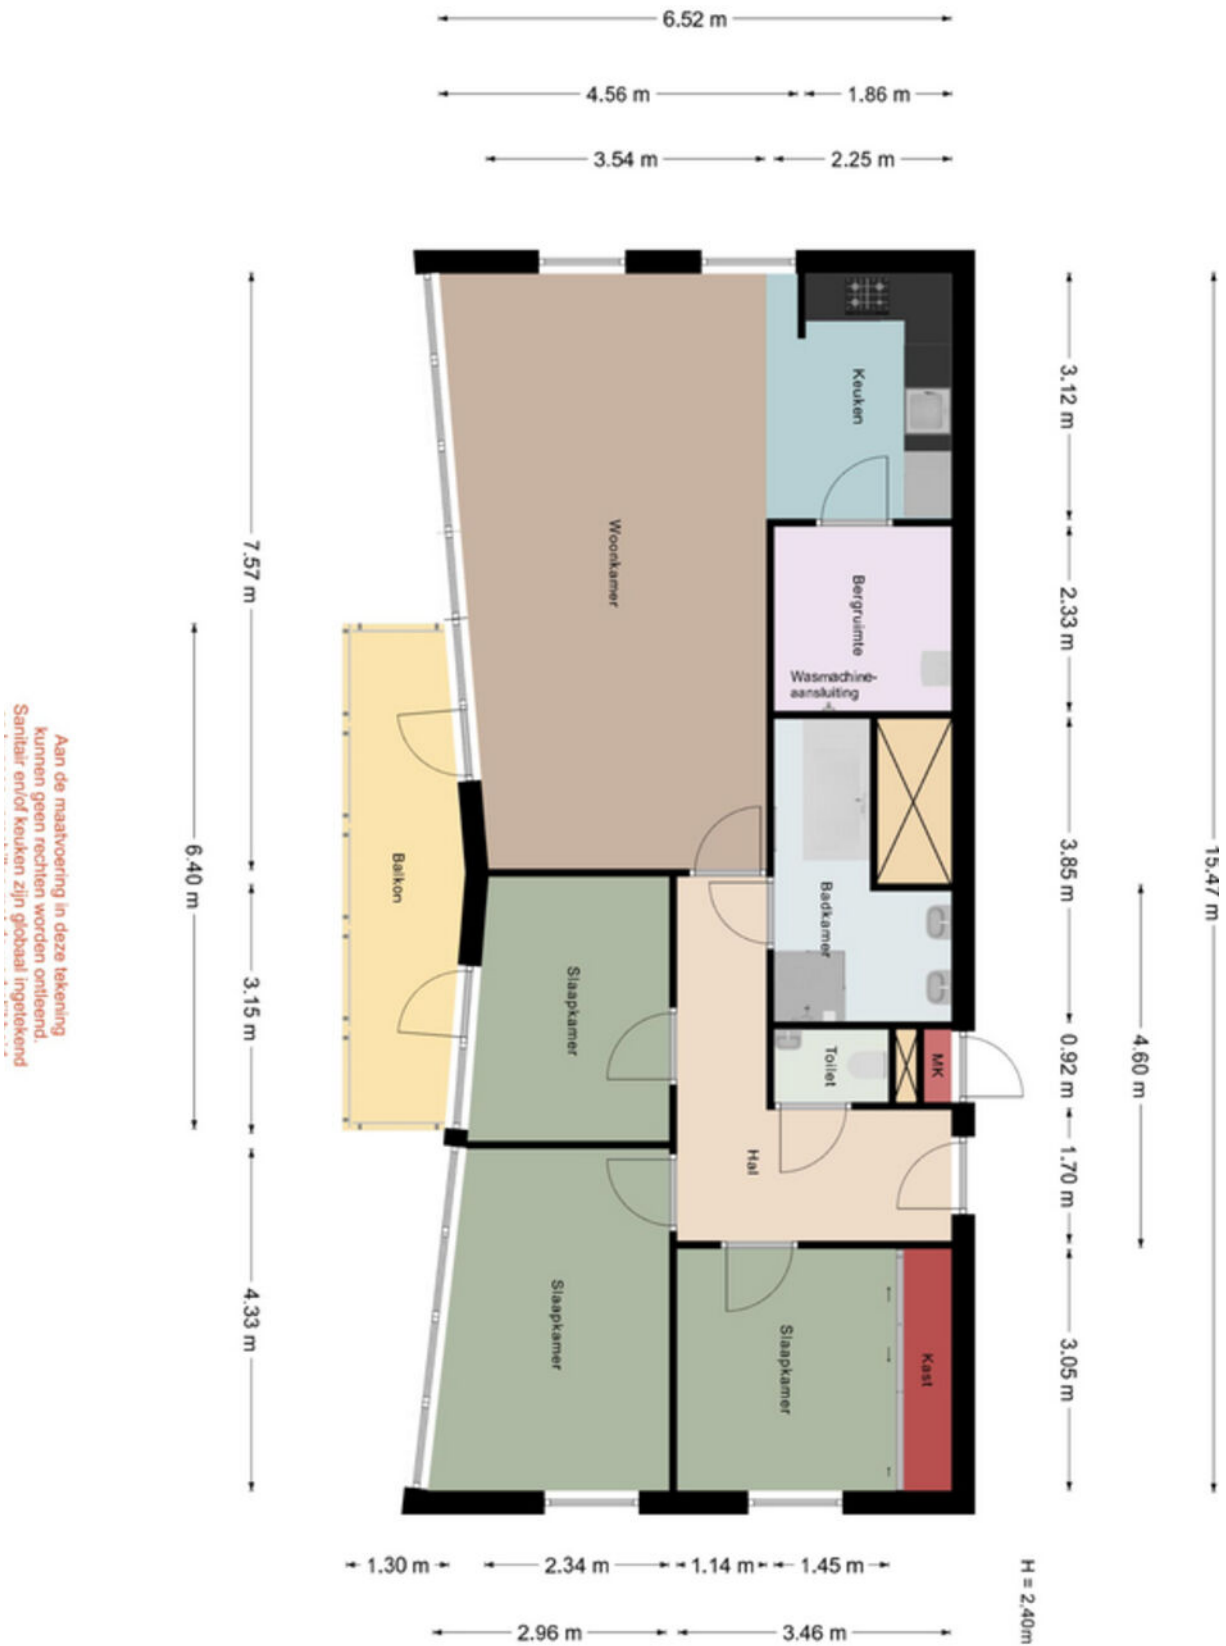 6.52 m
4.56 m
1.86 m
3.54 m
2.25 m
3.12 m
Keuken
7.57 m
Woonkamer
Bergruimte
2.33 m
15.47 m
Wasmachine-
aansluiting
Aan de maatvoering in deze tekening
kunnen geen rechten worden ontleend.
Sanitair en/of keuken zijn globaal ingetekend
6.40 m
Balkon
Badkamer
3.85 m
3.15 m
Slaapkamer
Toilet
MK
0.92 m
4.60 m
Hal
1.70 m
4.33 m
Slaapkamer
Slaapkamer
Kast
3.05 m
1.30 m
2.34 m
1.14 m
1.45 m
H = 2.40m
2.96 m
3.46 m